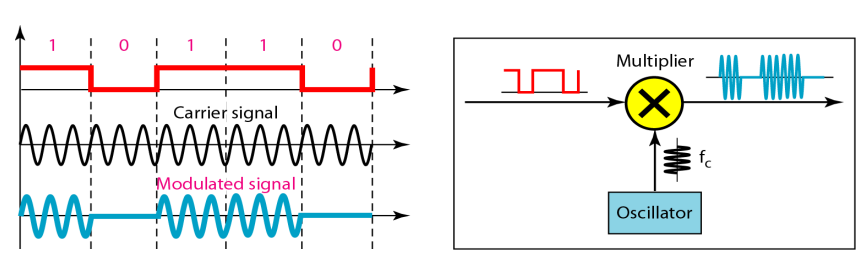 1 0 1 1 0
Carrier signal
Modulated signal
Multiplier
fc
Oscillator